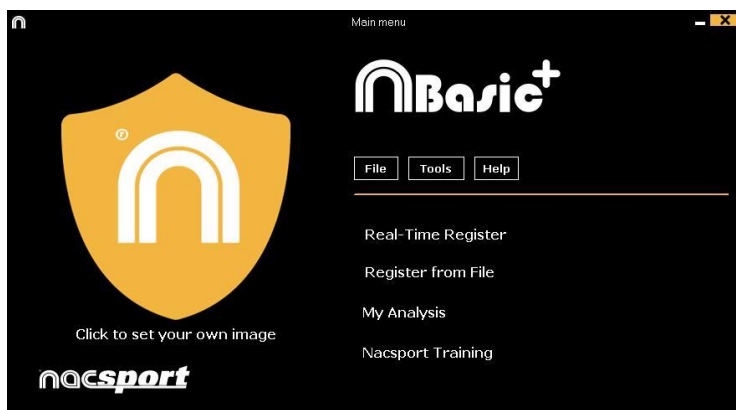 Main menu
nBasic+
File Tools Help
Real-Time Register
Register from File
My Analysis
Nacsport Training
n ®
Click to set your own image
nacsport